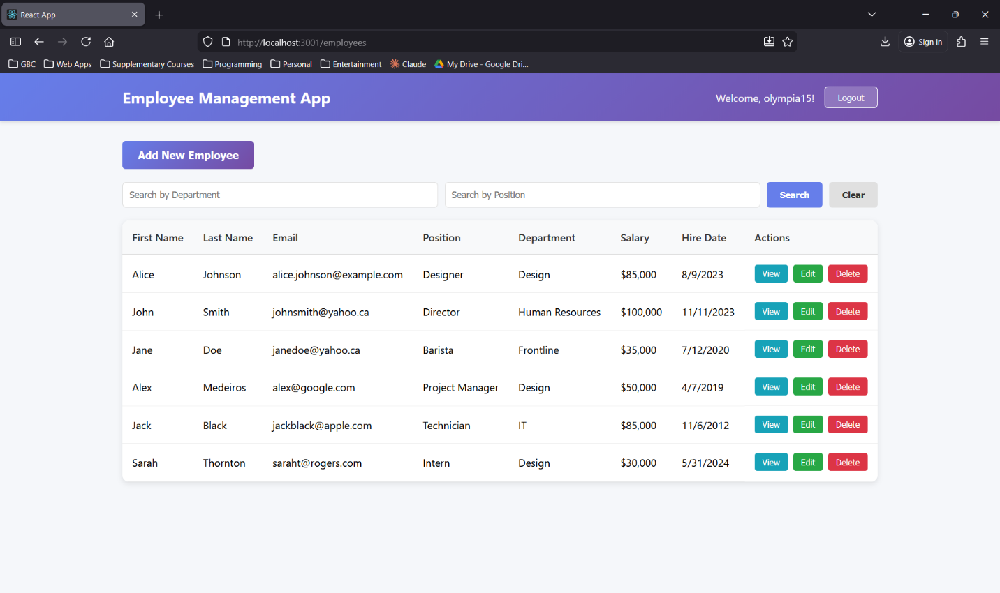 React App
http://localhost:3001/employees
Sign in
GBC Web Apps Supplementary Courses Programming Personal Entertainment Claude My Drive - Google Dri...
Employee Management App
Welcome, olympia15! Logout
Add New Employee
Search by Department Search by Position Search Clear
First Name Last Name Email Position Department Salary Hire Date Actions
Alice Johnson alice.johnson@example.com Designer Design $85,000 8/9/2023 View Edit Delete
John Smith johnsmith@yahoo.ca Director Human Resources $100,000 11/11/2023 View Edit Delete
Jane Doe janedoe@yahoo.ca Barista Frontline $35,000 7/12/2020 View Edit Delete
Alex Medeiros alex@google.com Project Manager Design $50,000 4/7/2019 View Edit Delete
Jack Black jackblack@apple.com Technician IT $85,000 11/6/2012 View Edit Delete
Sarah Thornton saraht@rogers.com Intern Design $30,000 5/31/2024 View Edit Delete